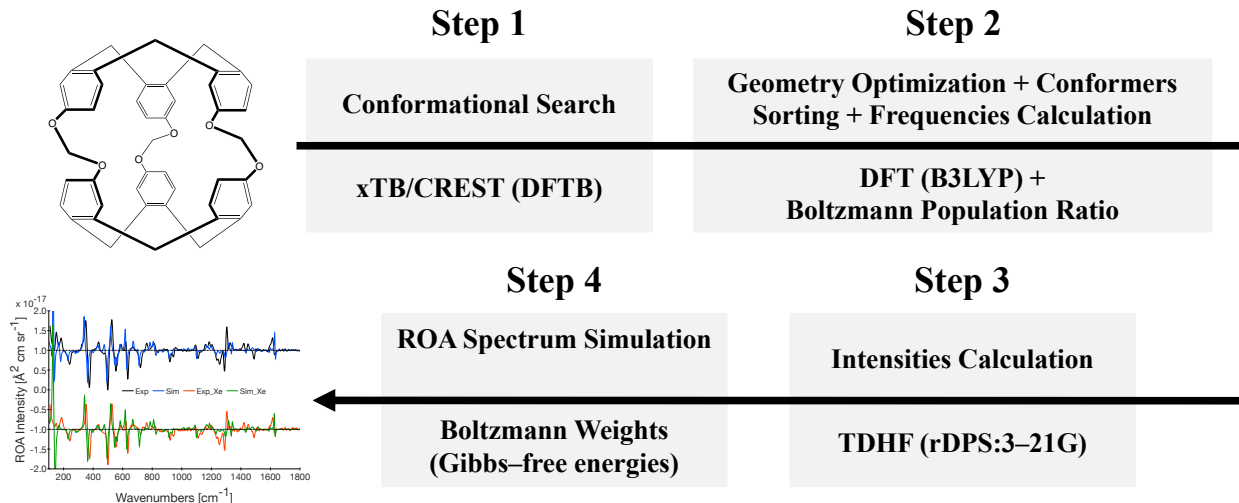 Step 1
Step 2
Conformational Search
Geometry Optimization + Conformers
Sorting + Frequencies Calculation
xTB/CREST (DFTB)
DFT (B3LYP) +
Boltzmann Population Ratio
O
O
O
O
O
O
Step 4
Step 3
ROA Spectrum Simulation
Intensities Calculation
Boltzmann Weights
(Gibbs–free energies)
TDHF (rDPS:3–21G)
x 10⁻¹⁷
ROA Intensity [Å² cm sr⁻¹]
2.0
1.5
1.0
0.5
0.0
-0.5
-1.0
-1.5
-2.0
Exp Sim Exp_Xe Sim_Xe
200 400 600 800 1000 1200 1400 1600 1800
Wavenumbers [cm⁻¹]